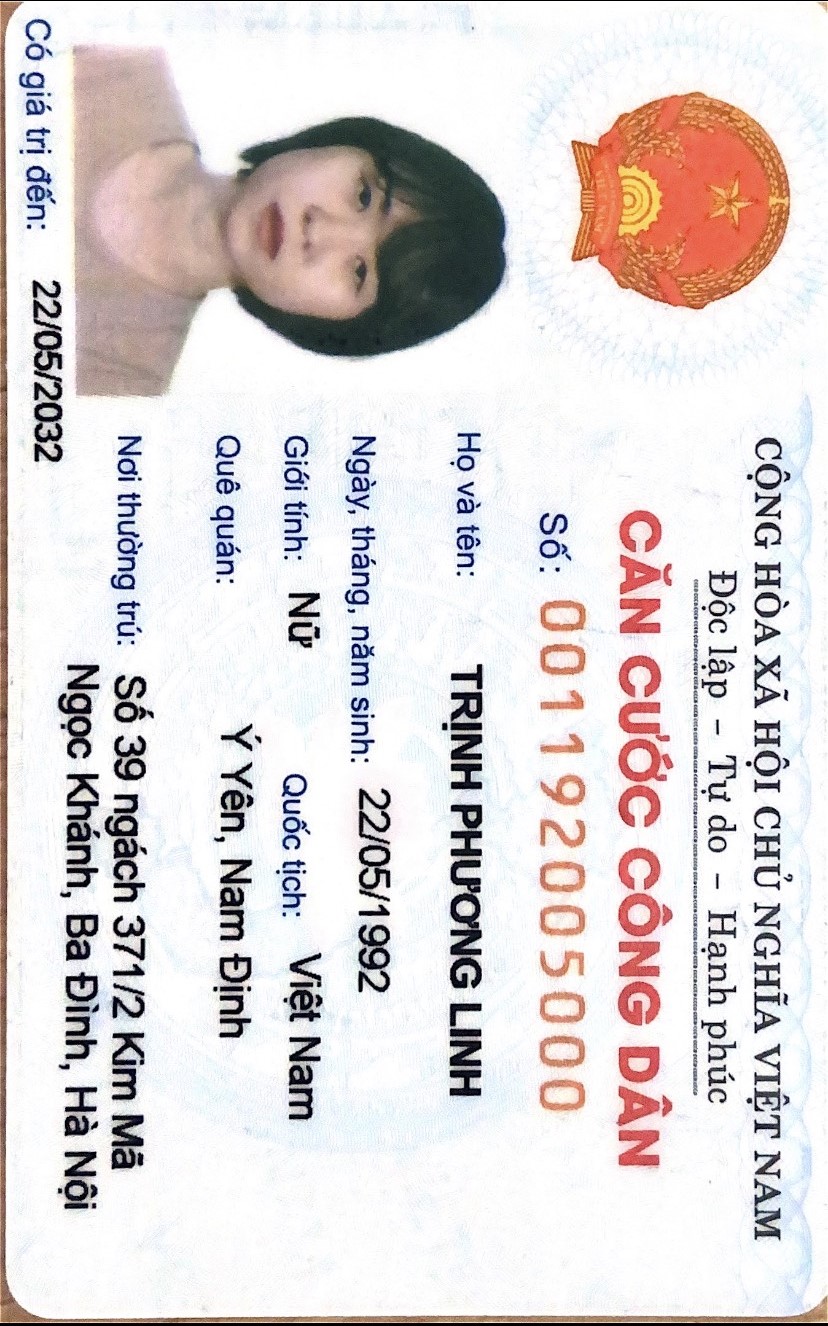 CỘNG HÒA XÃ HỘI CHỦ NGHĨA VIỆT NAM
Độc lập - Tự do - Hạnh phúc
CĂN CƯỚC CÔNG DÂN
Số: 001192005000
Họ và tên: TRỊNH PHƯƠNG LINH
Ngày, tháng, năm sinh: 22/05/1992
Giới tính: Nữ Quốc tịch: Việt Nam
Quê quán: Ý Yên, Nam Định
Nơi thường trú: Số 39 ngách 371/2 Kim Mã
Ngọc Khánh, Ba Đình, Hà Nội
Có giá trị đến: 22/05/2032